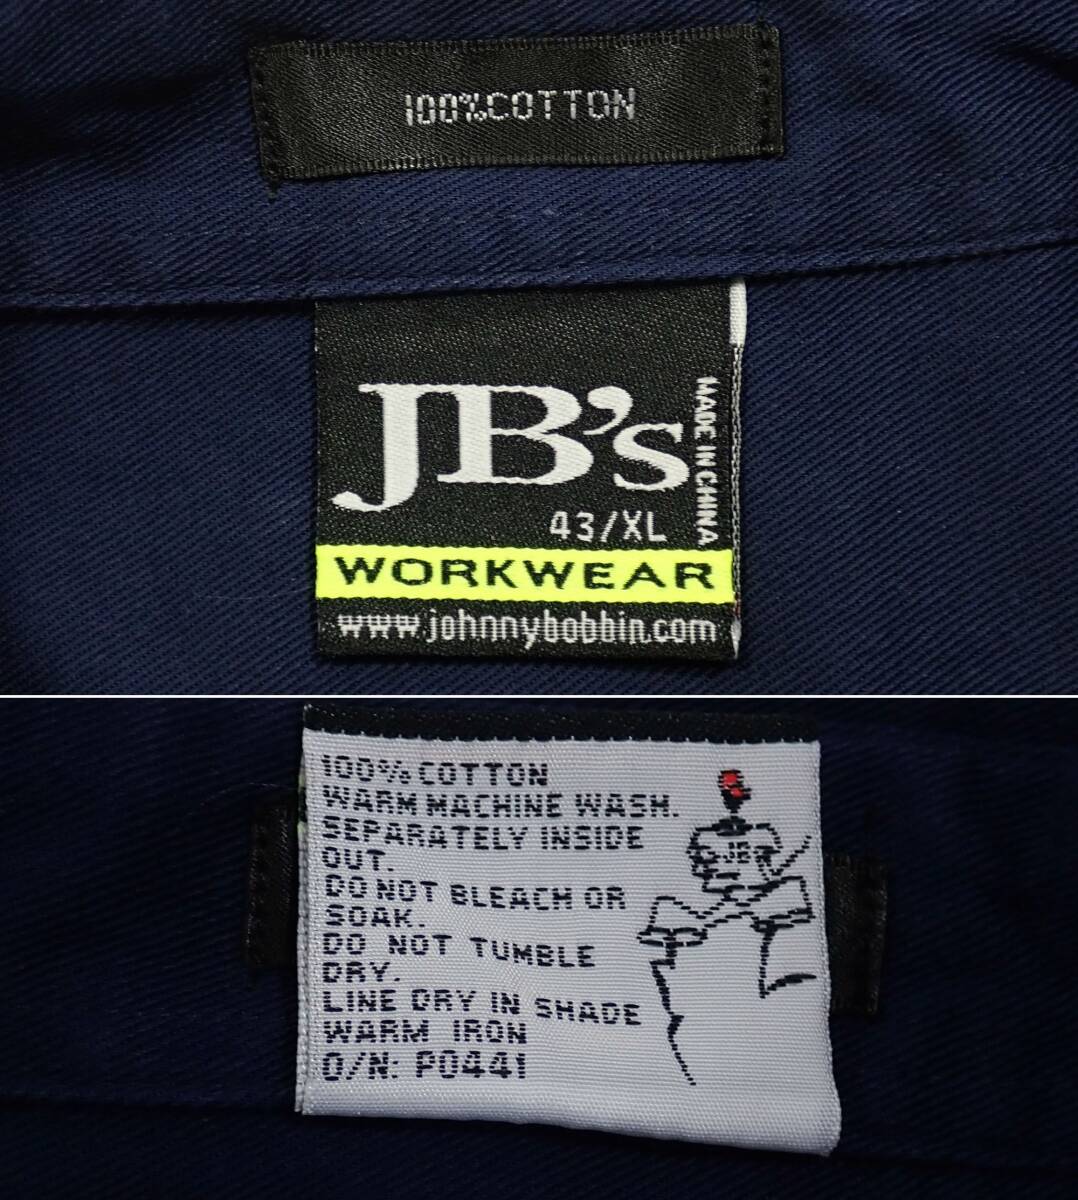 100%COTTON
JB's
MADE IN CHINA
43/XL
WORKWEAR
www.johnnybobbin.com
100% COTTON
WARM MACHINE WASH.
SEPARATELY INSIDE
OUT.
DO NOT BLEACH OR
SOAK.
DO NOT TUMBLE
DRY.
LINE DRY IN SHADE
WARM IRON
O/N: P0441
JB